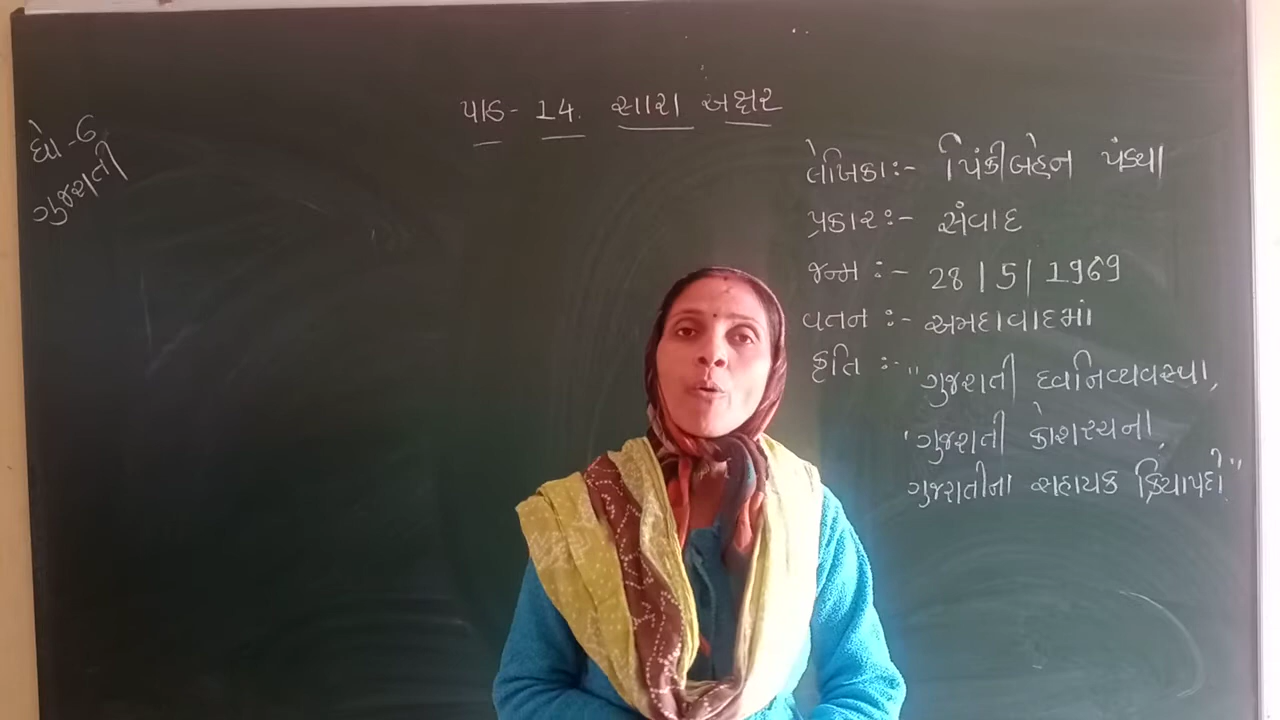 ધો - 6
ગુજરાતી
પાઠ - 14. સારા અક્ષર
લેખિકા :- પિંકીબહેન પંડ્યા
પ્રકાર :- સંવાદ
જન્મ :- 28 | 5 | 1969
વતન :- અમદાવાદમાં
કૃતિ :- "ગુજરાતી ધ્વનિવ્યવસ્થા,
'ગુજરાતી કોશરચના,
ગુજરાતીના સહાયક ક્રિયાપદો"